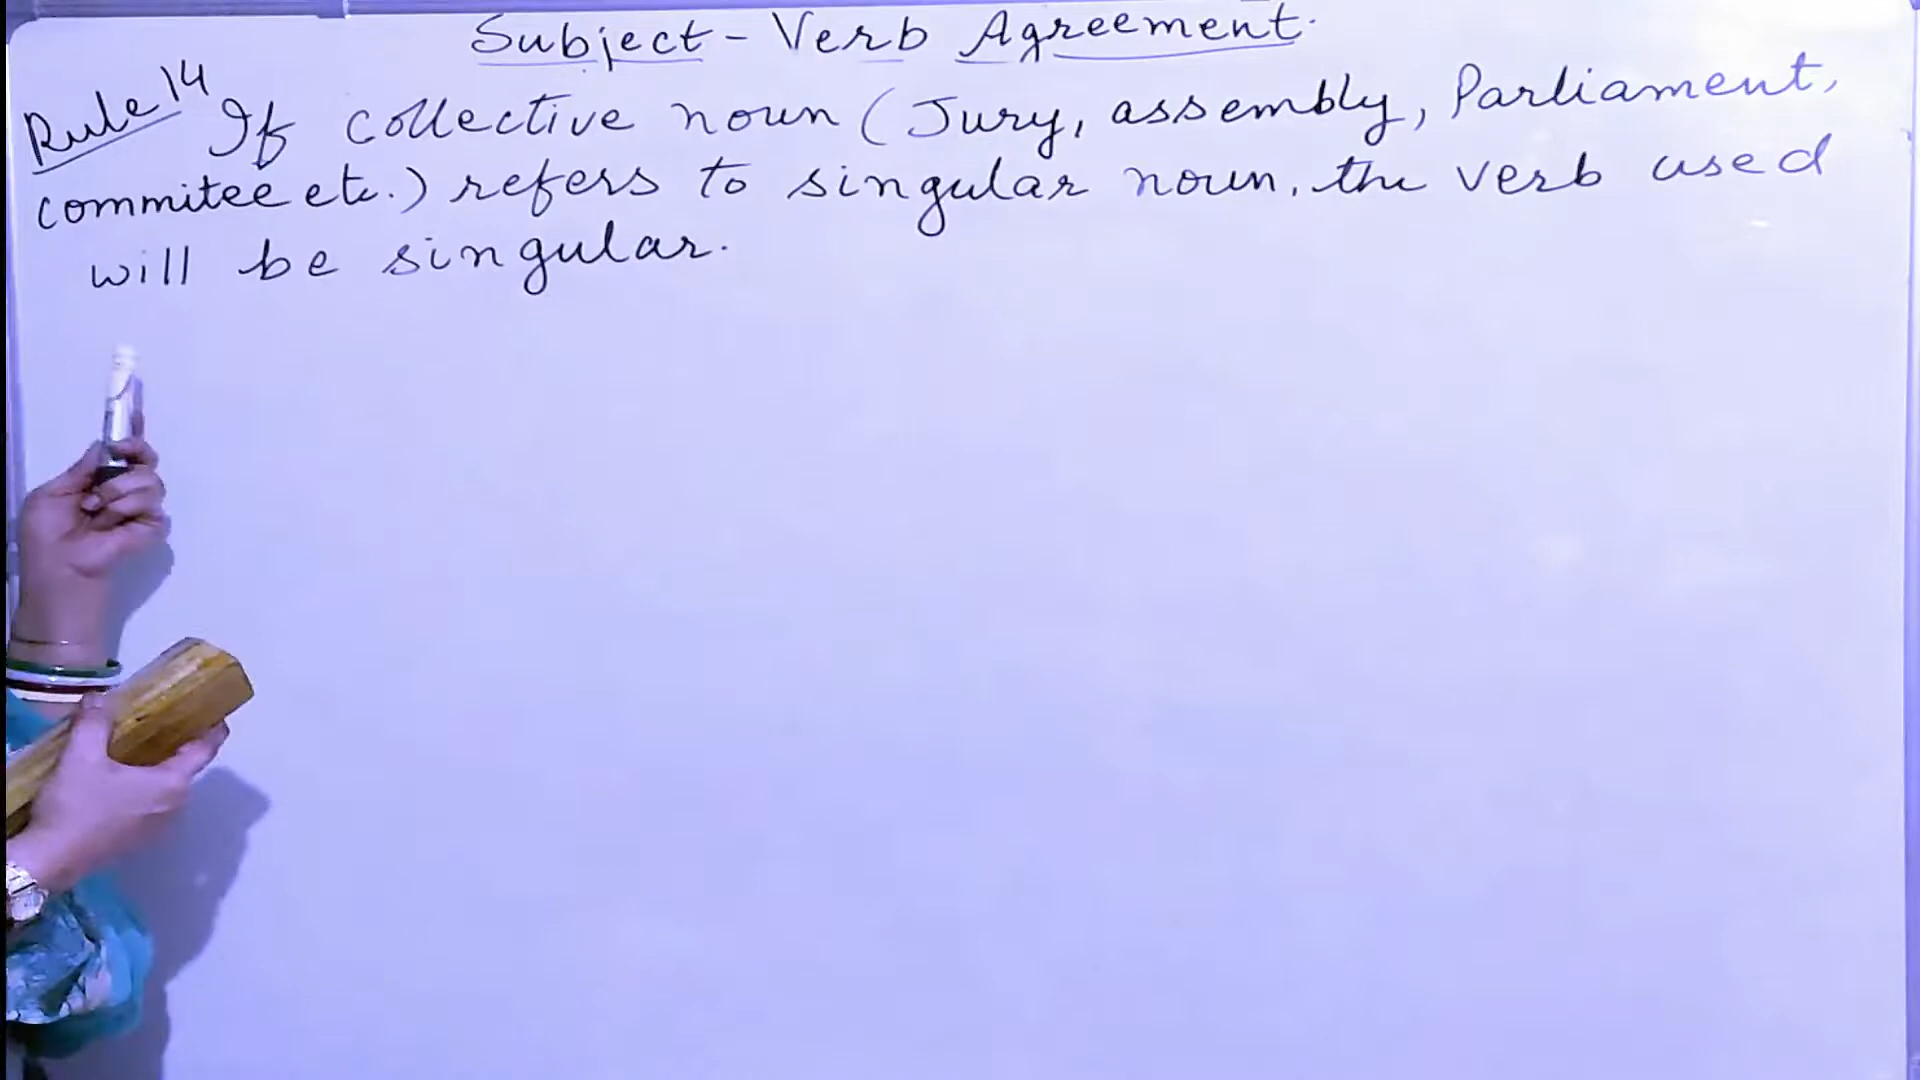 Subject - Verb Agreement.
Rule 14 If collective noun (Jury, assembly, Parliament,
commitee etc.) refers to singular noun, the verb used
will be singular.